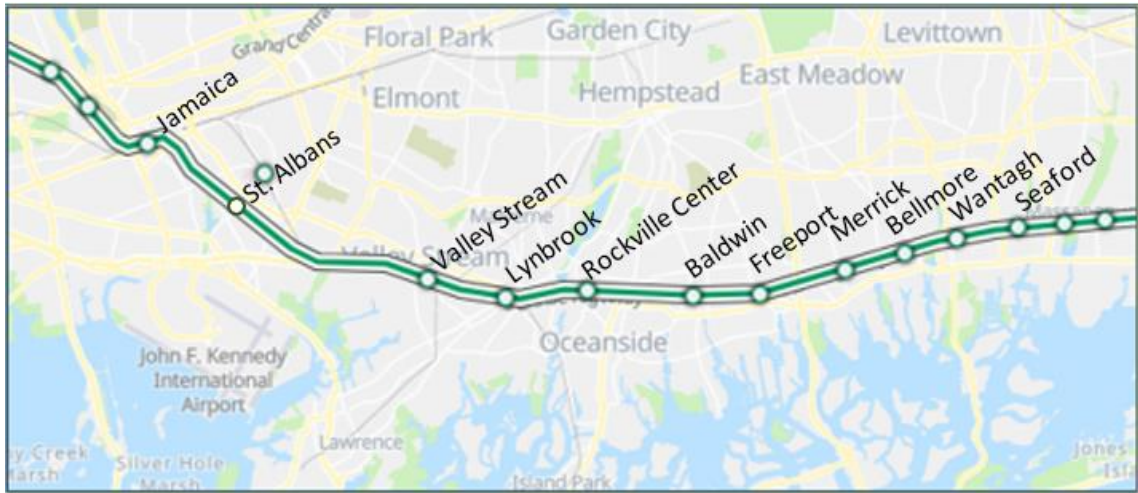 Grand Central
Floral Park
Garden City
Levittown
Jamaica
Elmont
Hempstead
East Meadow
St. Albans
Valley Stream
Valley Stream
Lynbrook
Rockville Center
Baldwin
Freeport
Merrick
Bellmore
Wantagh
Seaford
Oceanside
John F. Kennedy
International
Airport
Lawrence
Silver Hole
Marsh
Island Park
Jones
Marsh